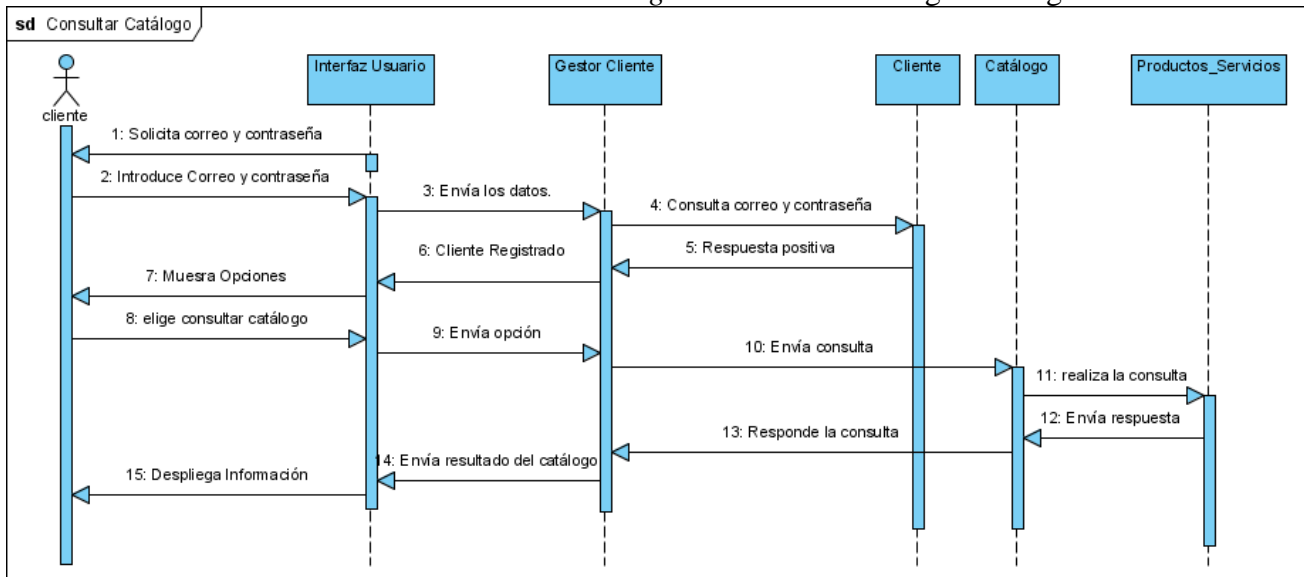 sd Consultar Catálogo
Interfaz Usuario
Gestor Cliente
Cliente
Catálogo
Productos_Servicios
cliente
1: Solicita correo y contraseña
2: Introduce Correo y contraseña
3: Envía los datos.
4: Consulta correo y contraseña
5: Respuesta positiva
6: Cliente Registrado
7: Muesra Opciones
8: elige consultar catálogo
9: Envía opción
10: Envía consulta
11: realiza la consulta
12: Envía respuesta
13: Responde la consulta
14: Envía resultado del catálogo
15: Despliega Información